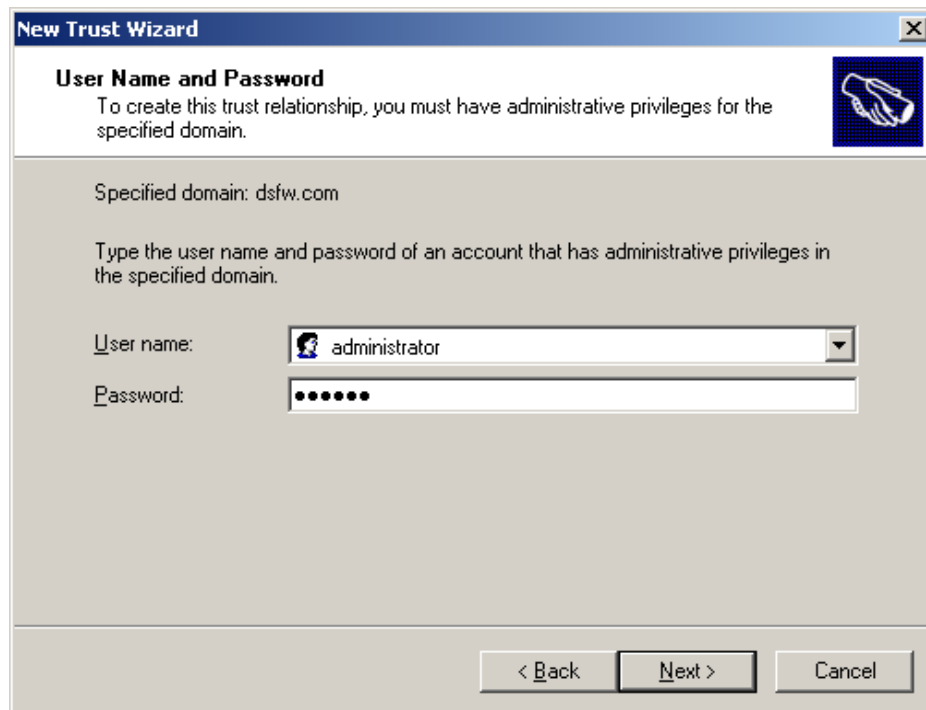 New Trust Wizard
User Name and Password
To create this trust relationship, you must have administrative privileges for the
specified domain.
Specified domain: dsfw.com
Type the user name and password of an account that has administrative privileges in
the specified domain.
User name: administrator
Password: ●●●●●●
< Back Next > Cancel